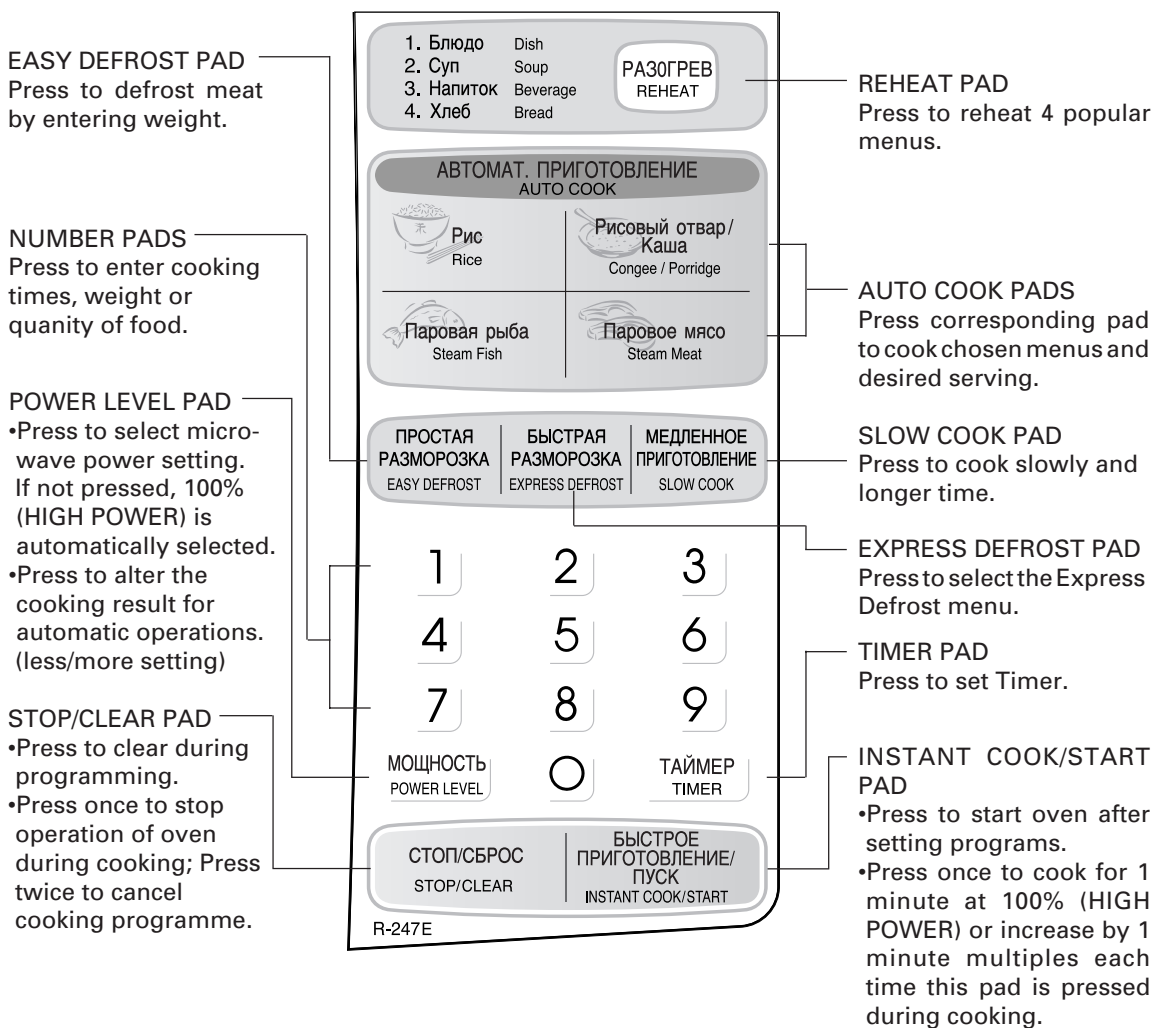 EASY DEFROST PAD
Press to defrost meat
by entering weight.
NUMBER PADS
Press to enter cooking
times, weight or
quanity of food.
POWER LEVEL PAD
•Press to select micro-
wave power setting.
If not pressed, 100%
(HIGH POWER) is
automatically selected.
•Press to alter the
cooking result for
automatic operations.
(less/more setting)
STOP/CLEAR PAD
•Press to clear during
programming.
•Press once to stop
operation of oven
during cooking; Press
twice to cancel
cooking programme.
1. Блюдо Dish
2. Суп Soup
3. Напиток Beverage
4. Хлеб Bread
РАЗОГРЕВ
REHEAT
АВТОМАТ. ПРИГОТОВЛЕНИЕ
AUTO COOK
Рис
Rice
Рисовый отвар/
Каша
Congee / Porridge
Паровая рыба
Steam Fish
Паровое мясо
Steam Meat
ПРОСТАЯ
РАЗМОРОЗКА
EASY DEFROST
БЫСТРАЯ
РАЗМОРОЗКА
EXPRESS DEFROST
МЕДЛЕННОЕ
ПРИГОТОВЛЕНИЕ
SLOW COOK
1 2 3
4 5 6
7 8 9
МОЩНОСТЬ
POWER LEVEL
0
ТАЙМЕР
TIMER
СТОП/СБРОС
STOP/CLEAR
БЫСТРОЕ
ПРИГОТОВЛЕНИЕ/
ПУСК
INSTANT COOK/START
R-247E
REHEAT PAD
Press to reheat 4 popular
menus.
AUTO COOK PADS
Press corresponding pad
to cook chosen menus and
desired serving.
SLOW COOK PAD
Press to cook slowly and
longer time.
EXPRESS DEFROST PAD
Press to select the Express
Defrost menu.
TIMER PAD
Press to set Timer.
INSTANT COOK/START
PAD
•Press to start oven after
setting programs.
•Press once to cook for 1
minute at 100% (HIGH
POWER) or increase by 1
minute multiples each
time this pad is pressed
during cooking.